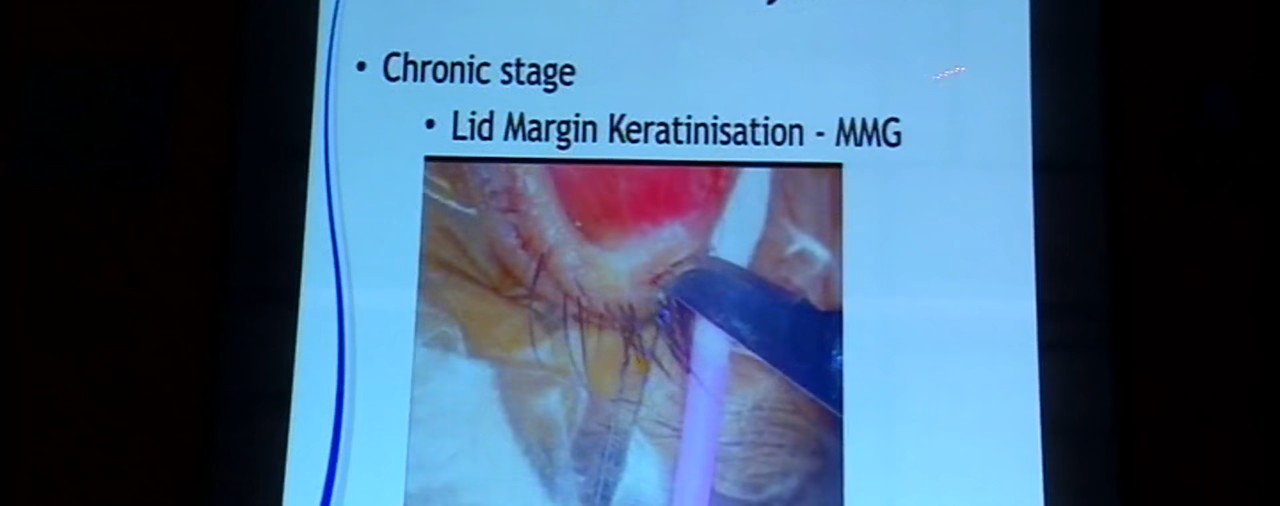 • Chronic stage
• Lid Margin Keratinisation - MMG